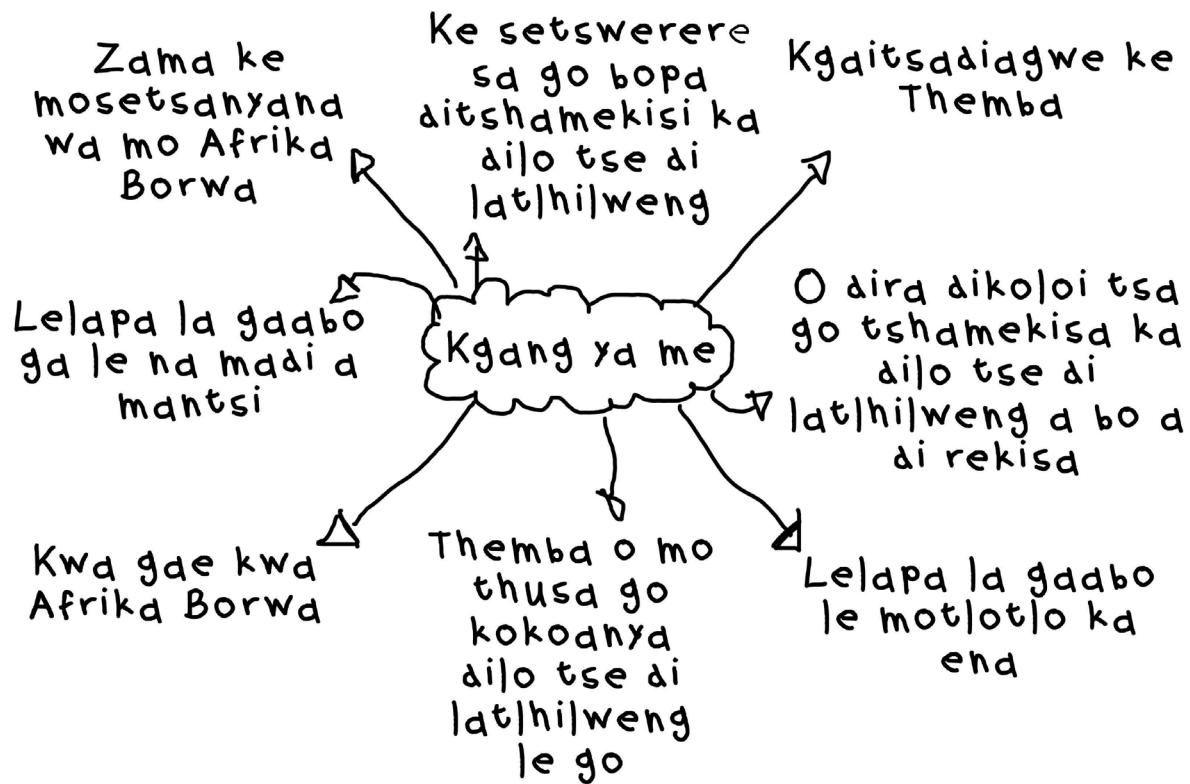 Zama ke
mosetsanyana
wa mo Afrika
Borwa
Ke setswerere
sa go bopa
ditshamekisi ka
dilo tse di
latlhilweng
Kgaitsadiagwe ke
Themba
Lelapa la gaabo
ga le na madi a
mantsi
Kgang ya me
O dira dikoloi tsa
go tshamekisa ka
dilo tse di
latlhilweng a bo a
di rekisa
Kwa gae kwa
Afrika Borwa
Themba o mo
thusa go
kokoanya
dilo tse di
latlhilweng
le go
Lelapa la gaabo
le motlotlo ka
ena